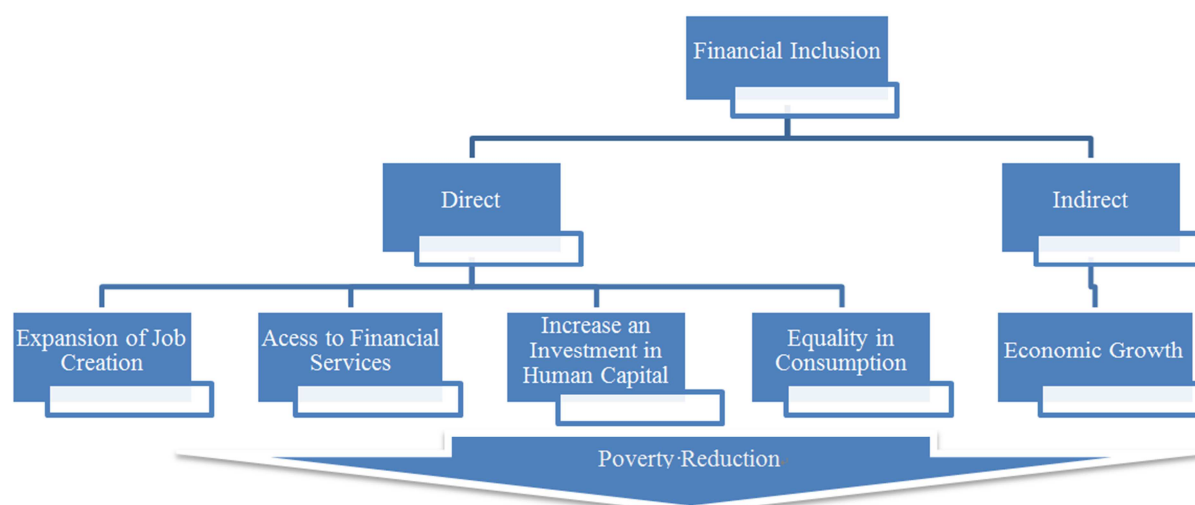 Financial Inclusion
Direct
Indirect
Expansion of Job
Creation
Acess to Financial
Services
Increase an
Investment in
Human Capital
Equality in
Consumption
Economic Growth
Poverty·Reduction